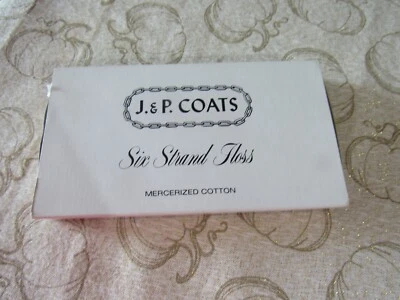 J. & P. COATS
Six Strand Floss
MERCERIZED COTTON